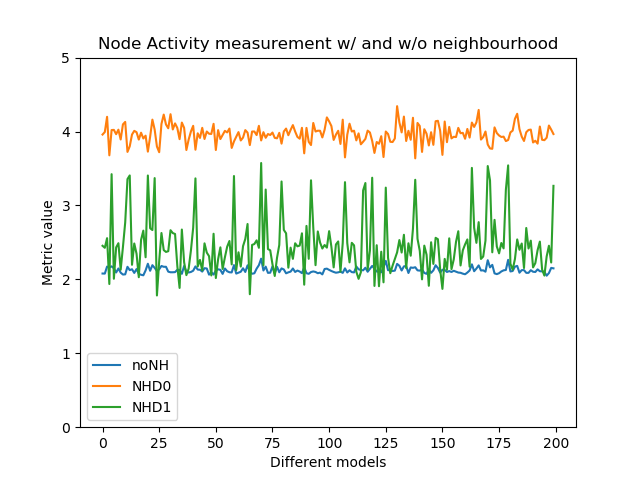 Node Activity measurement w/ and w/o neighbourhood
5
4
3
2
1
0
Metric value
noNH
NHD0
NHD1
0 25 50 75 100 125 150 175 200
Different models